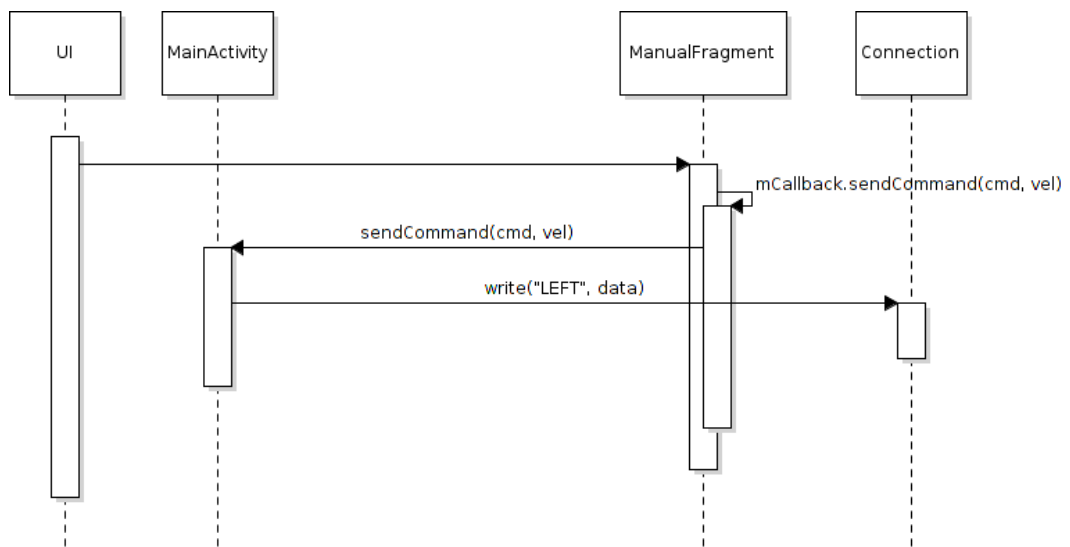 UI
MainActivity
ManualFragment
Connection
mCallback.sendCommand(cmd, vel)
sendCommand(cmd, vel)
write("LEFT", data)